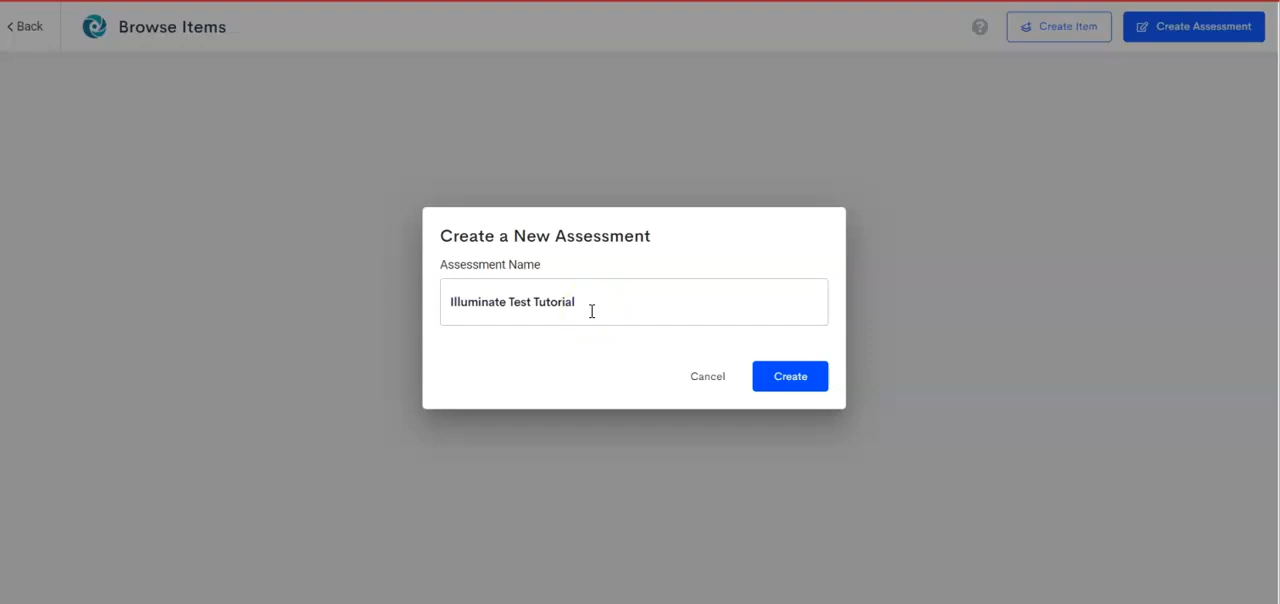 Back
Browse Items
?
Create Item
Create Assessment
Create a New Assessment
Assessment Name
Illuminate Test Tutorial
Cancel
Create